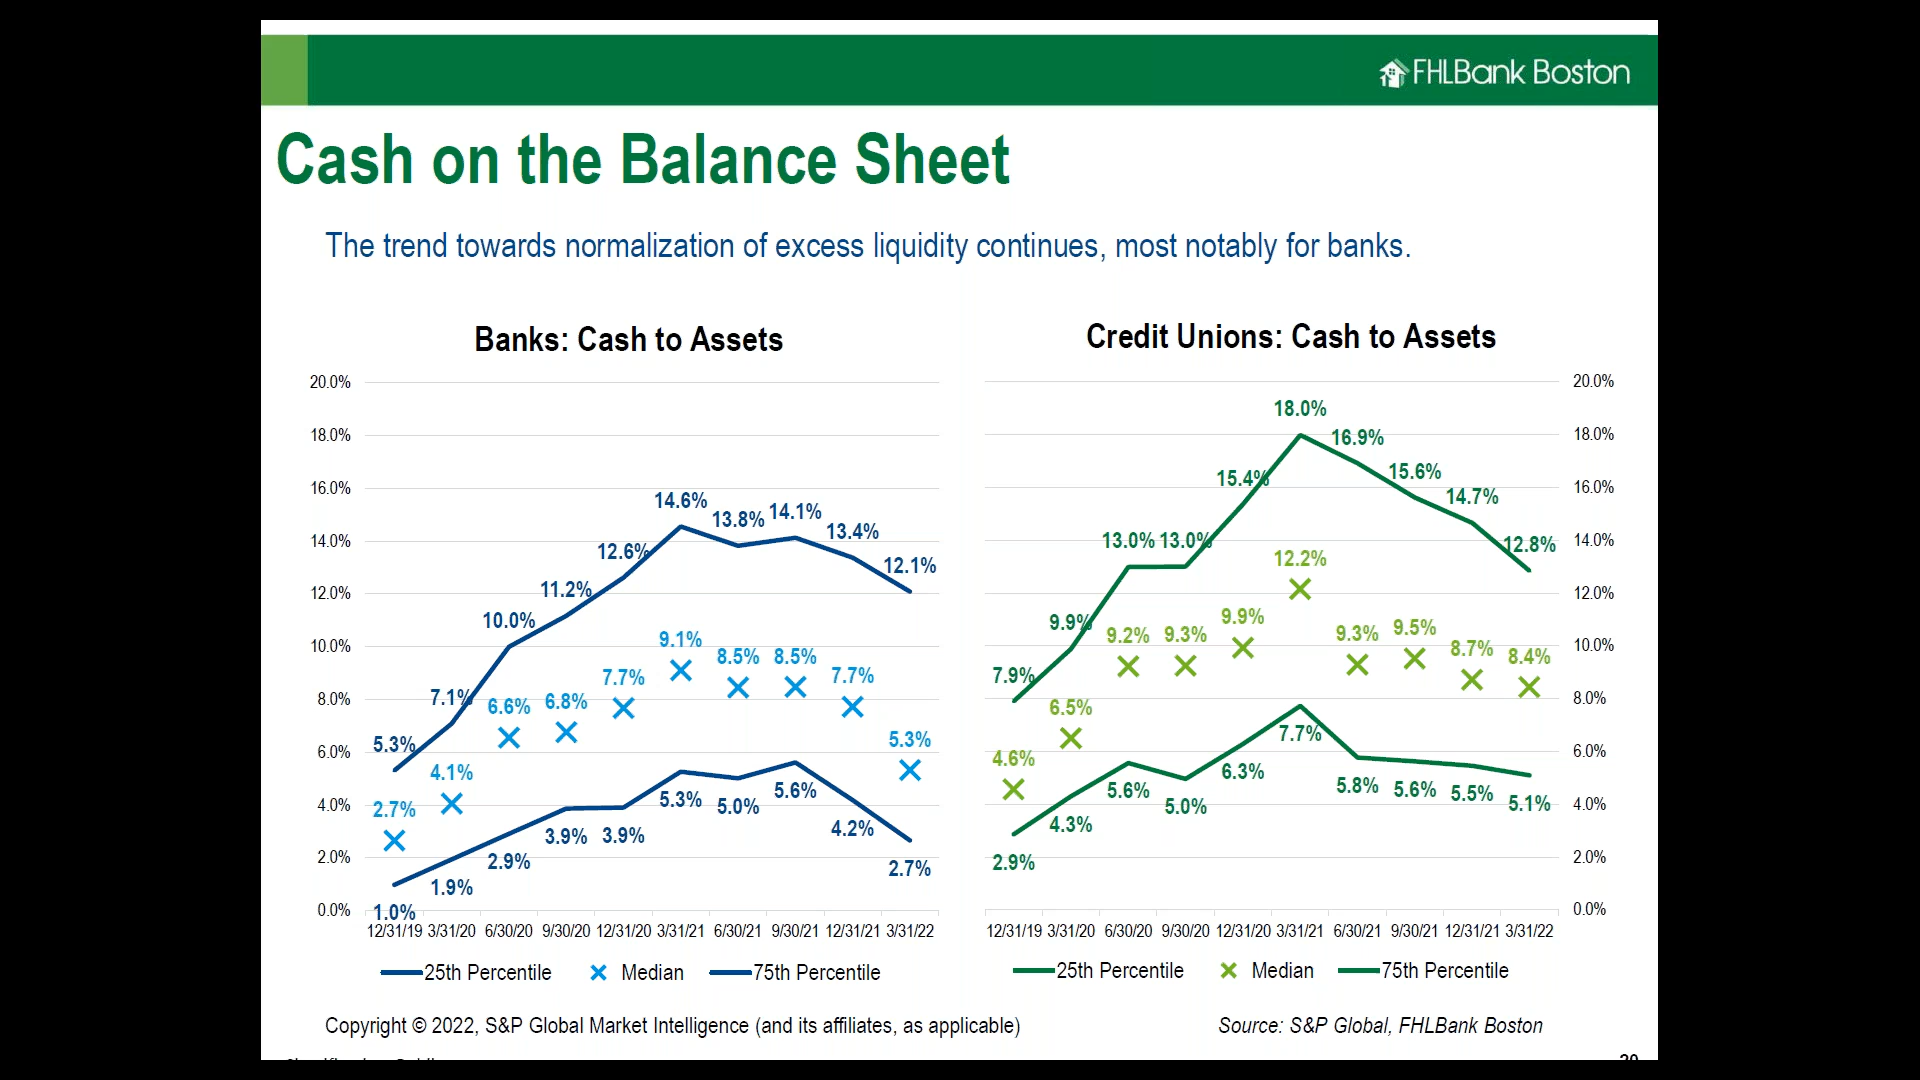 FHLBank Boston
Cash on the Balance Sheet
The trend towards normalization of excess liquidity continues, most notably for banks.
Banks: Cash to Assets
20.0%
18.0%
16.0%
14.0%
12.0%
10.0%
8.0%
6.0%
4.0%
2.0%
0.0%
5.3% 7.1% 10.0% 11.2% 12.6% 14.6% 13.8% 14.1% 13.4% 12.1%
2.7% 4.1% 6.6% 6.8% 7.7% 9.1% 8.5% 8.5% 7.7% 5.3%
1.0% 1.9% 2.9% 3.9% 3.9% 5.3% 5.0% 5.6% 4.2% 2.7%
12/31/19 3/31/20 6/30/20 9/30/20 12/31/20 3/31/21 6/30/21 9/30/21 12/31/21 3/31/22
25th Percentile Median 75th Percentile
Credit Unions: Cash to Assets
7.9% 9.9% 13.0% 13.0% 15.4% 18.0% 16.9% 15.6% 14.7% 12.8%
4.6% 6.5% 9.2% 9.3% 9.9% 12.2% 9.3% 9.5% 8.7% 8.4%
2.9% 4.3% 5.6% 5.0% 6.3% 7.7% 5.8% 5.6% 5.5% 5.1%
20.0%
18.0%
16.0%
14.0%
12.0%
10.0%
8.0%
6.0%
4.0%
2.0%
0.0%
12/31/19 3/31/20 6/30/20 9/30/20 12/31/20 3/31/21 6/30/21 9/30/21 12/31/21 3/31/22
25th Percentile Median 75th Percentile
Copyright © 2022, S&P Global Market Intelligence (and its affiliates, as applicable)
Source: S&P Global, FHLBank Boston